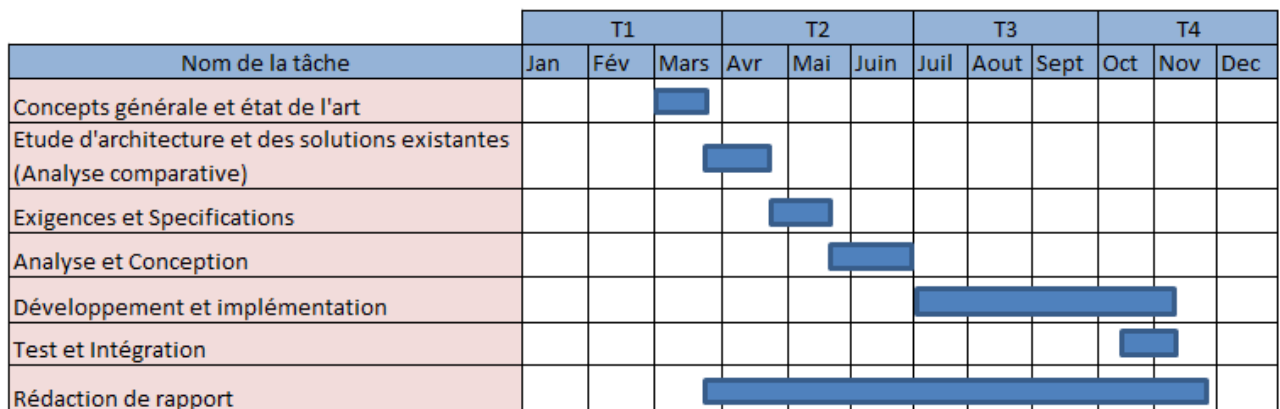 T1 T2 T3 T4
Nom de la tâche Jan Fév Mars Avr Mai Juin Juil Aout Sept Oct Nov Dec
Concepts générale et état de l'art
Etude d'architecture et des solutions existantes
(Analyse comparative)
Exigences et Specifications
Analyse et Conception
Développement et implémentation
Test et Intégration
Rédaction de rapport